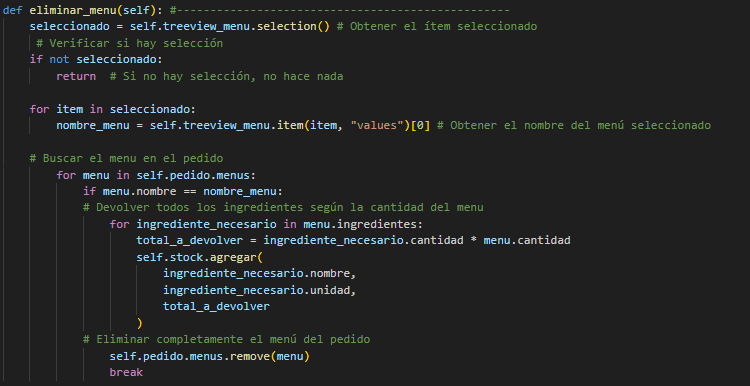 def eliminar_menu(self): #--------------------------------------------------
    seleccionado = self.treeview_menu.selection() # Obtener el ítem seleccionado
     # Verificar si hay selección
    if not seleccionado:
        return  # Si no hay selección, no hace nada

    for item in seleccionado:
        nombre_menu = self.treeview_menu.item(item, "values")[0] # Obtener el nombre del menú seleccionado

    # Buscar el menu en el pedido
        for menu in self.pedido.menus:
            if menu.nombre == nombre_menu:
            # Devolver todos los ingredientes según la cantidad del menu
                for ingrediente_necesario in menu.ingredientes:
                    total_a_devolver = ingrediente_necesario.cantidad * menu.cantidad
                    self.stock.agregar(
                        ingrediente_necesario.nombre,
                        ingrediente_necesario.unidad,
                        total_a_devolver
                    )
            # Eliminar completamente el menú del pedido
                self.pedido.menus.remove(menu)
                break